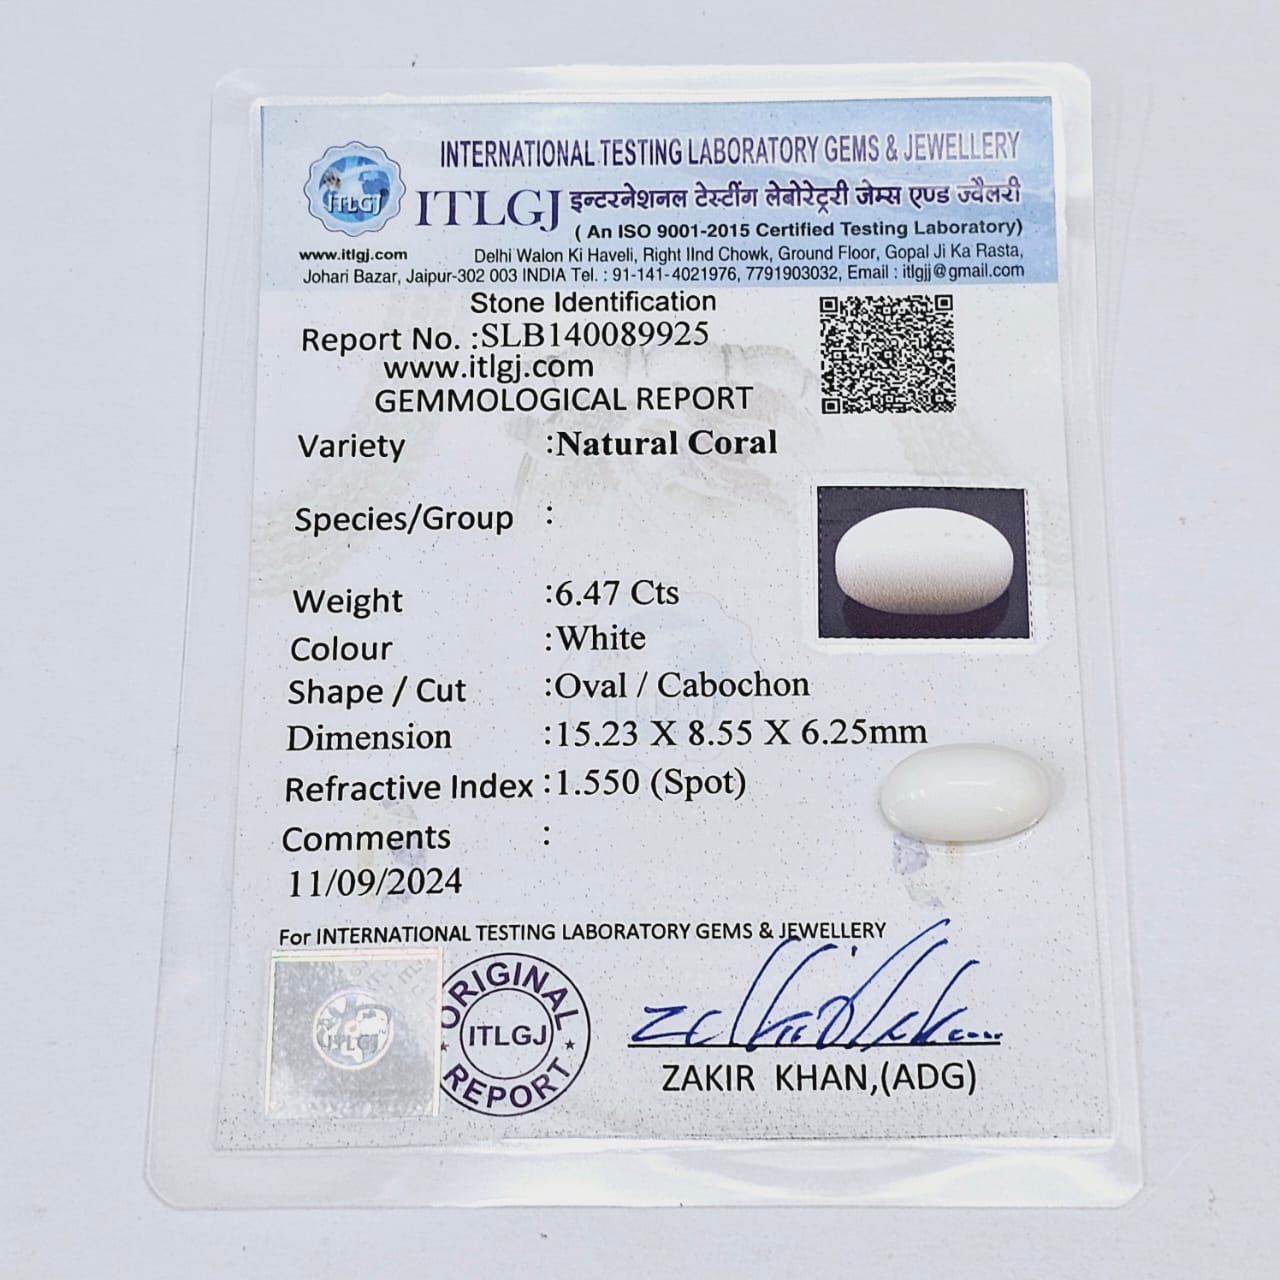 INTERNATIONAL TESTING LABORATORY GEMS & JEWELLERY
ITLGJ
ITLGJ इन्टरनेशनल टेस्टींग लेबोरेट्री जेम्स एण्ड ज्वैलरी
( An ISO 9001-2015 Certified Testing Laboratory)
www.itlgj.com Delhi Walon Ki Haveli, Right IInd Chowk, Ground Floor, Gopal Ji Ka Rasta,
Johari Bazar, Jaipur-302 003 INDIA Tel. : 91-141-4021976, 7791903032, Email : itlgjj@gmail.com
Stone Identification
Report No. :SLB140089925
www.itlgj.com
GEMMOLOGICAL REPORT
Variety :Natural Coral
Species/Group :
Weight :6.47 Cts
Colour :White
Shape / Cut :Oval / Cabochon
Dimension :15.23 X 8.55 X 6.25mm
Refractive Index :1.550 (Spot)
Comments :
11/09/2024
For INTERNATIONAL TESTING LABORATORY GEMS & JEWELLERY
ITLGJ
ORIGINAL
ITLGJ
REPORT
ZAKIR KHAN,(ADG)